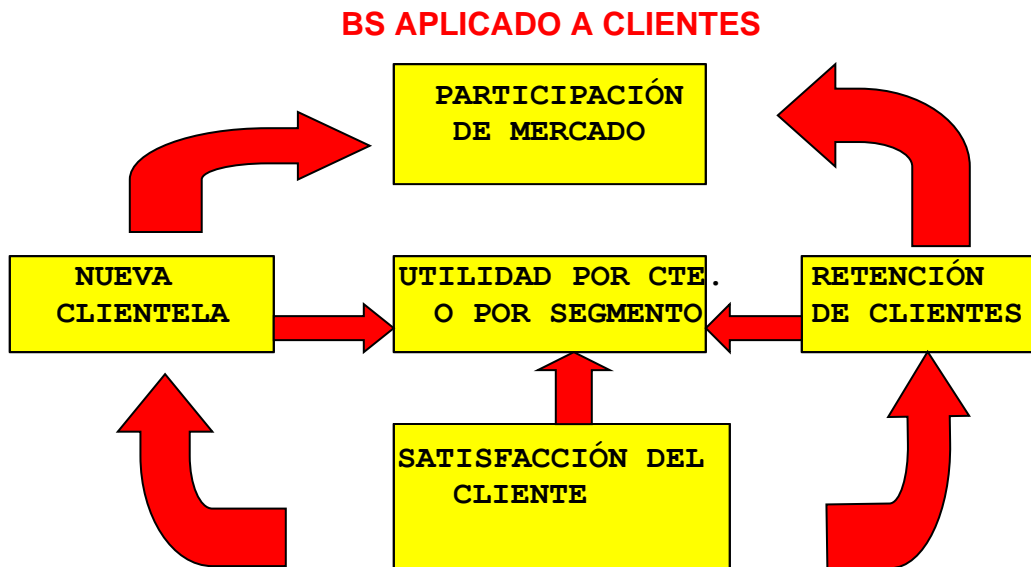 BS APLICADO A CLIENTES
PARTICIPACIÓN
DE MERCADO
NUEVA
CLIENTELA
UTILIDAD POR CTE.
O POR SEGMENTO
RETENCIÓN
DE CLIENTES
SATISFACCIÓN DEL
CLIENTE